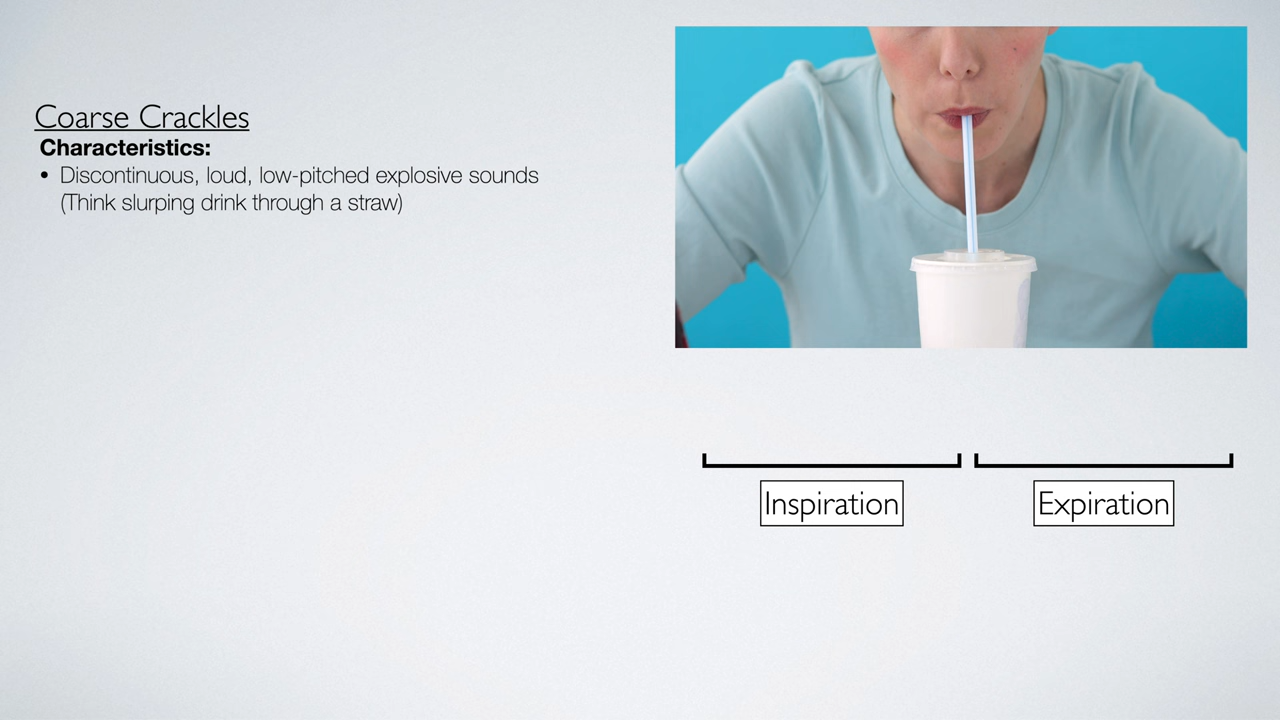 Coarse Crackles
Characteristics:
• Discontinuous, loud, low-pitched explosive sounds
(Think slurping drink through a straw)
Inspiration
Expiration